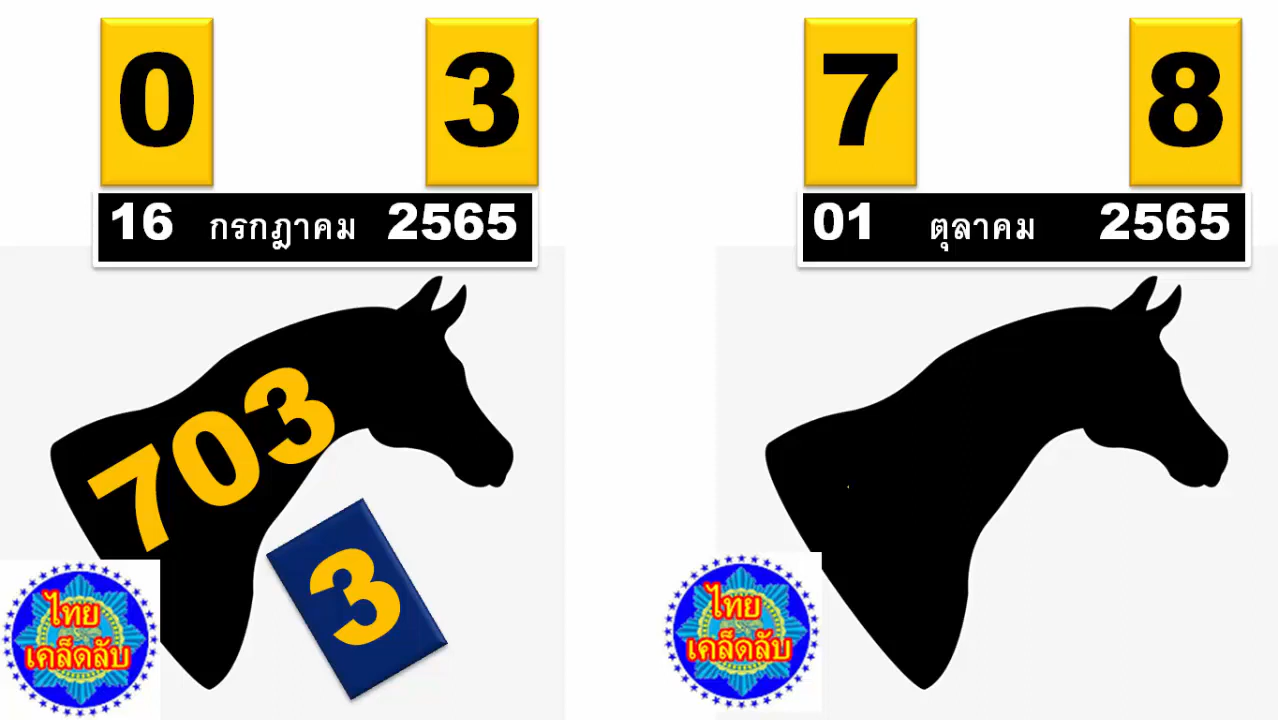 0 3
16 กรกฎาคม 2565
703
3
ไทย
เคล็ดลับ
7 8
01 ตุลาคม 2565
ไทย
เคล็ดลับ